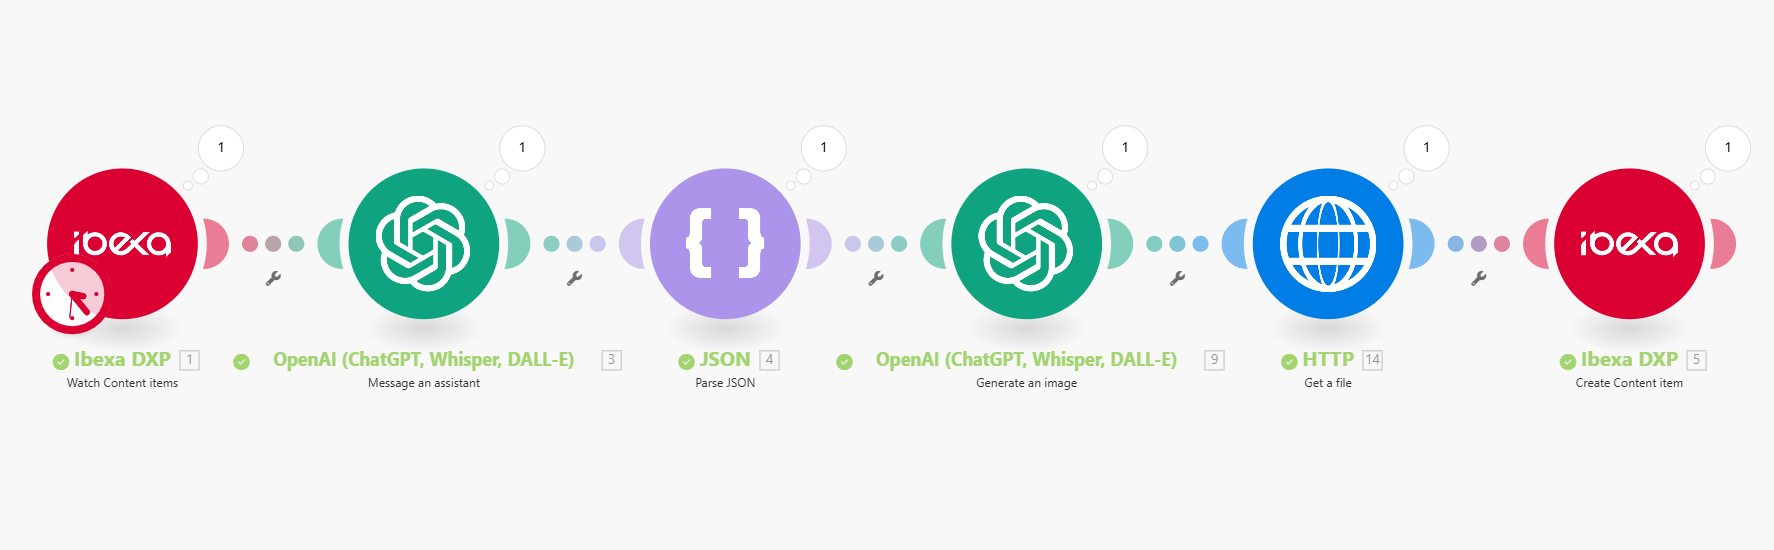 1 1 1 1 1 1
ibexa ibexa
Ibexa DXP 1
Watch Content items
OpenAI (ChatGPT, Whisper, DALL-E) 3
Message an assistant
JSON 4
Parse JSON
OpenAI (ChatGPT, Whisper, DALL-E) 9
Generate an image
HTTP 14
Get a file
Ibexa DXP 5
Create Content item